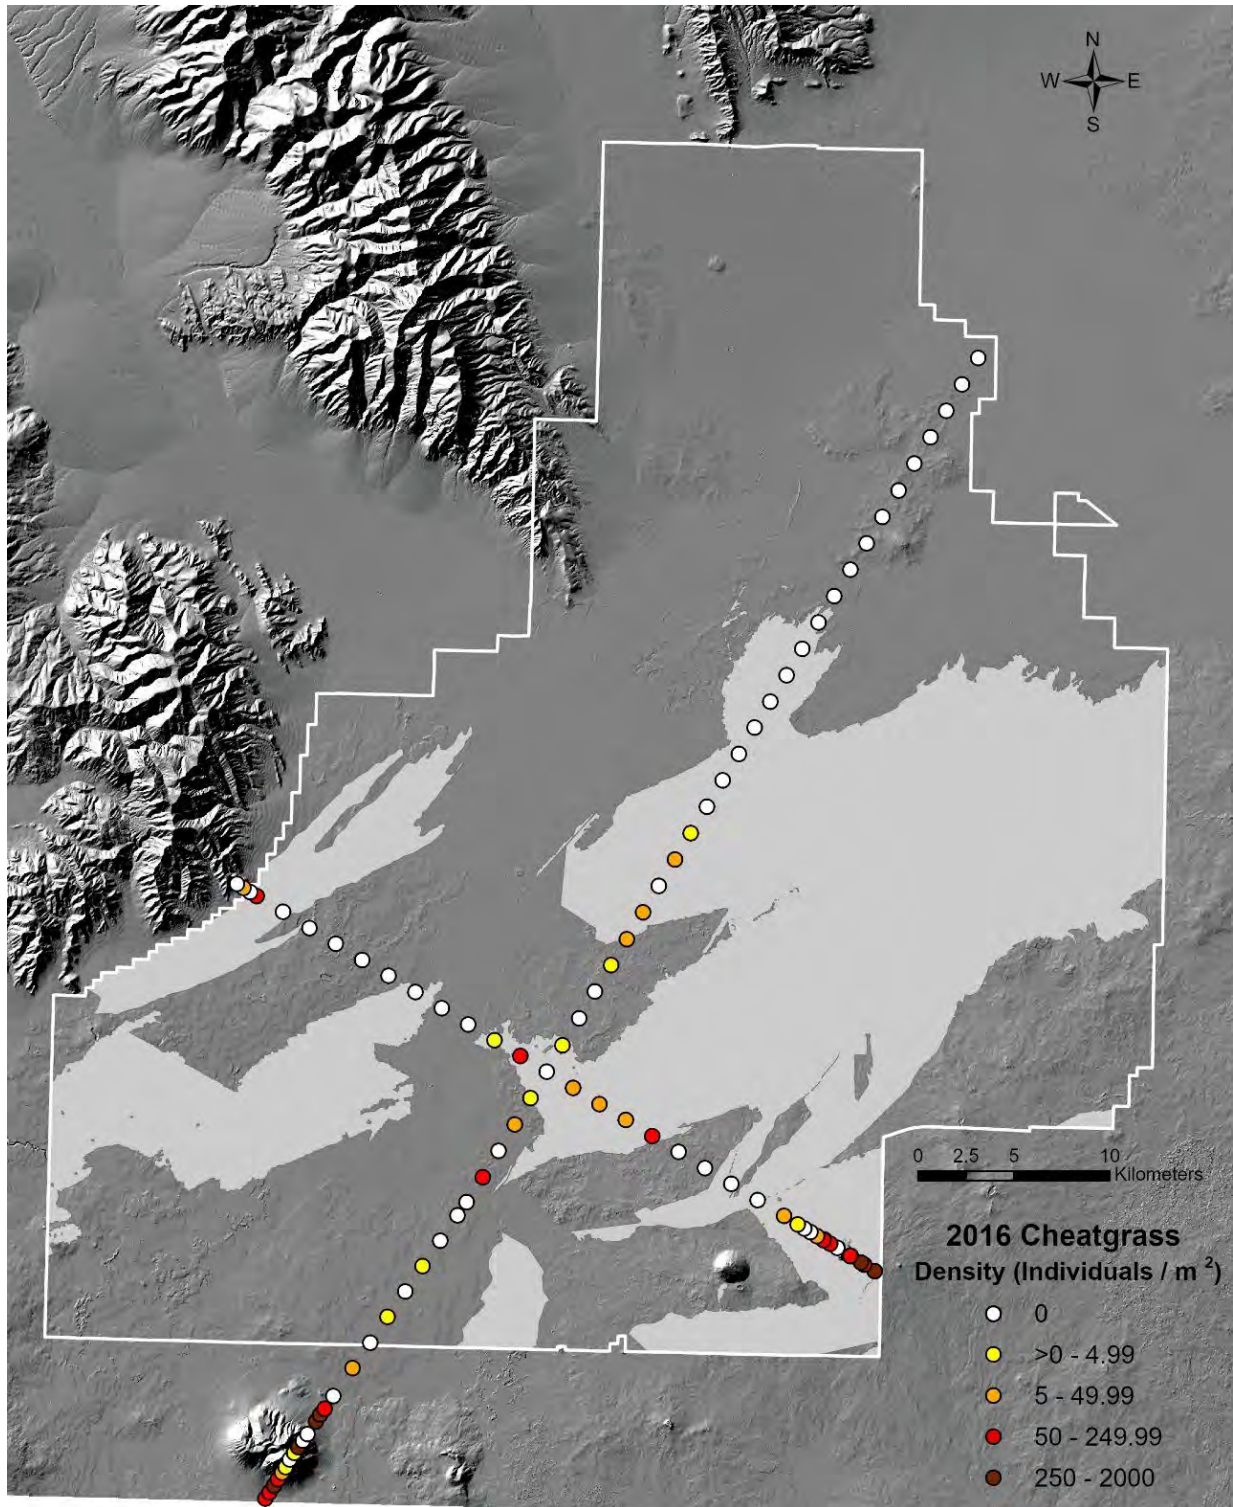 N
W E
S
0 2.5 5 10
Kilometers
2016 Cheatgrass
Density (Individuals / m ²)
0
>0 - 4.99
5 - 49.99
50 - 249.99
250 - 2000